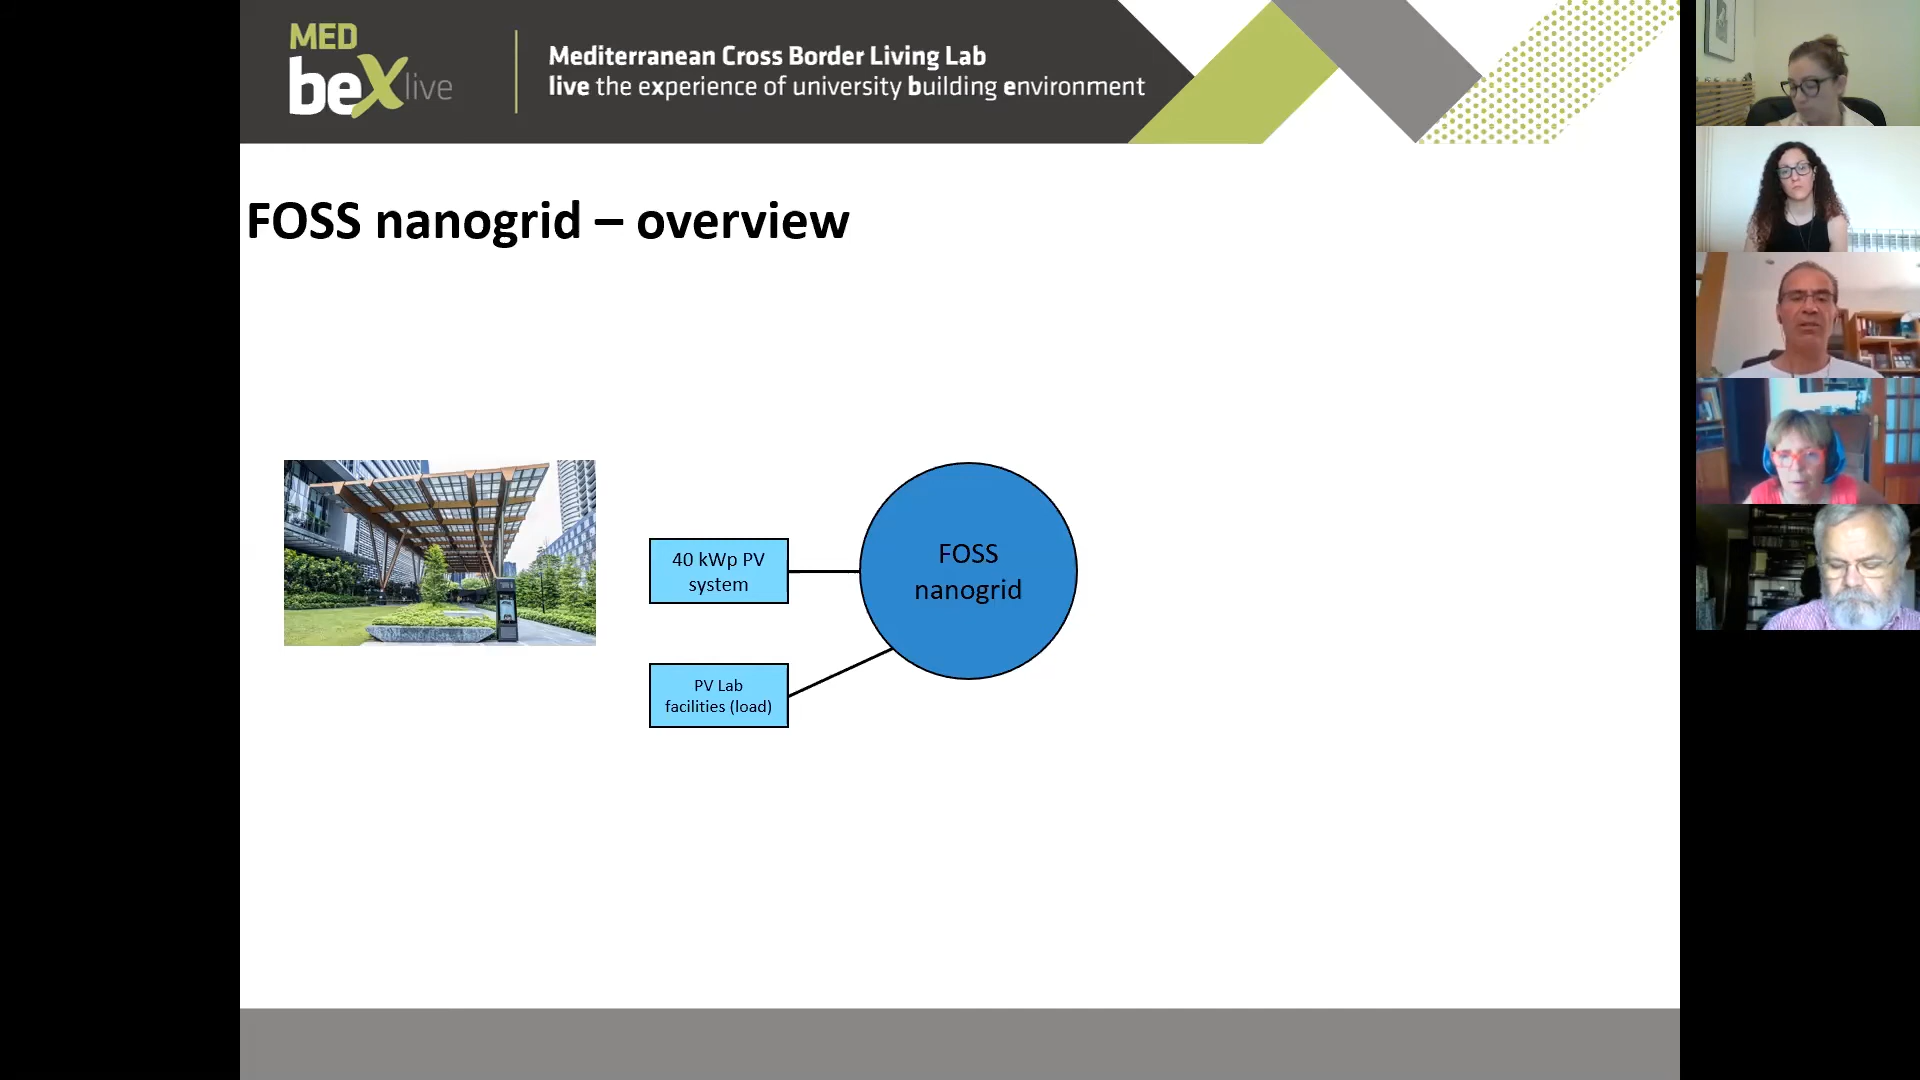 MED
bexlive
Mediterranean Cross Border Living Lab
live the experience of university building environment
FOSS nanogrid – overview
40 kWp PV
system
FOSS
nanogrid
PV Lab
facilities (load)